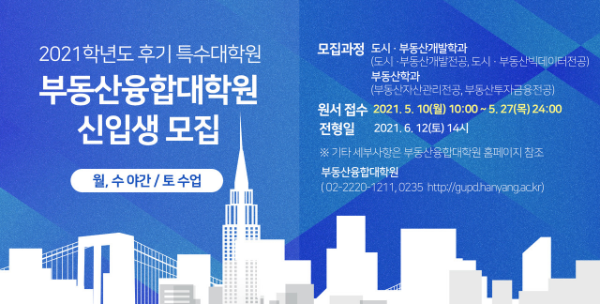 2021학년도 후기 특수대학원
부동산융합대학원
신입생 모집
월, 수 야간 / 토 수업
모집과정 도시 · 부동산개발학과
(도시 · 부동산개발전공, 도시 · 부동산빅데이터전공)
부동산학과
(부동산자산관리전공, 부동산투자금융전공)
원서 접수 2021. 5. 10(월) 10:00 ~ 5. 27(목) 24:00
전형일 2021. 6. 12(토) 14시
※ 기타 세부사항은 부동산융합대학원 홈페이지 참조
부동산융합대학원
( 02-2220-1211, 0235 http://gupd.hanyang.ac.kr)